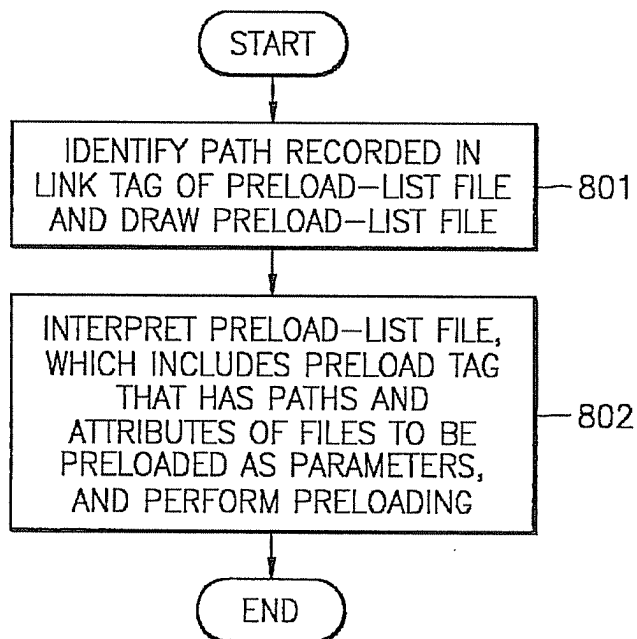 START
IDENTIFY PATH RECORDED IN
LINK TAG OF PRELOAD-LIST FILE
AND DRAW PRELOAD-LIST FILE
801
INTERPRET PRELOAD-LIST FILE,
WHICH INCLUDES PRELOAD TAG
THAT HAS PATHS AND
ATTRIBUTES OF FILES TO BE
PRELOADED AS PARAMETERS,
AND PERFORM PRELOADING
802
END